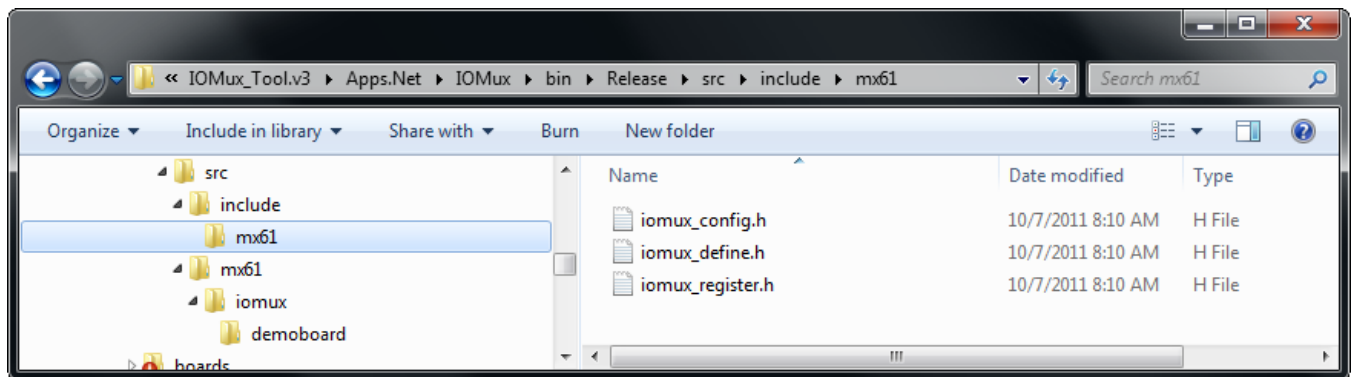 « IOMux_Tool.v3 Apps.Net IOMux bin Release src include mx61 Search mx61
Organize Include in library Share with Burn New folder
src
include
mx61
mx61
iomux
demoboard
boards
Name Date modified Type
iomux_config.h 10/7/2011 8:10 AM H File
iomux_define.h 10/7/2011 8:10 AM H File
iomux_register.h 10/7/2011 8:10 AM H File